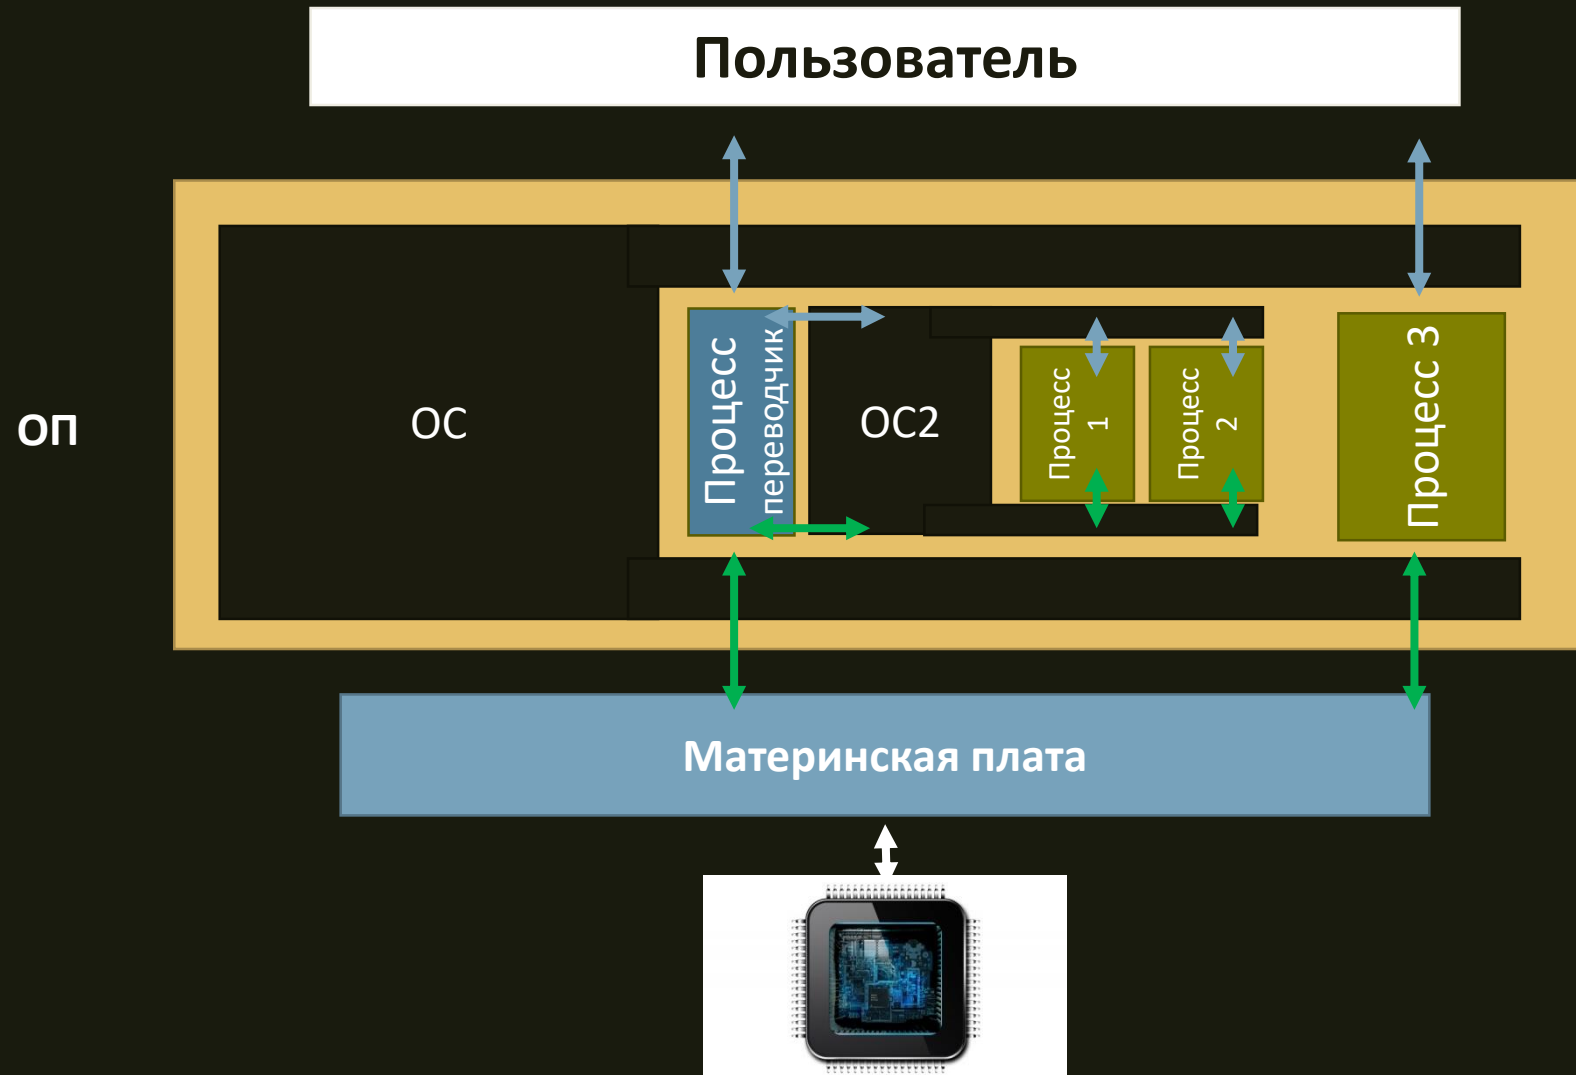 Пользователь
ОП
ОС
Процесс
переводчик
ОС2
Процесс
1
Процесс
2
Процесс 3
Материнская плата